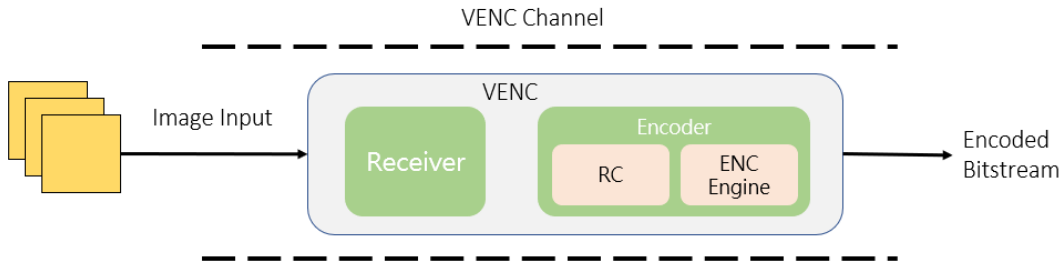 VENC Channel
VENC
Image Input
Receiver
Encoder
RC
ENC
Engine
Encoded
Bitstream